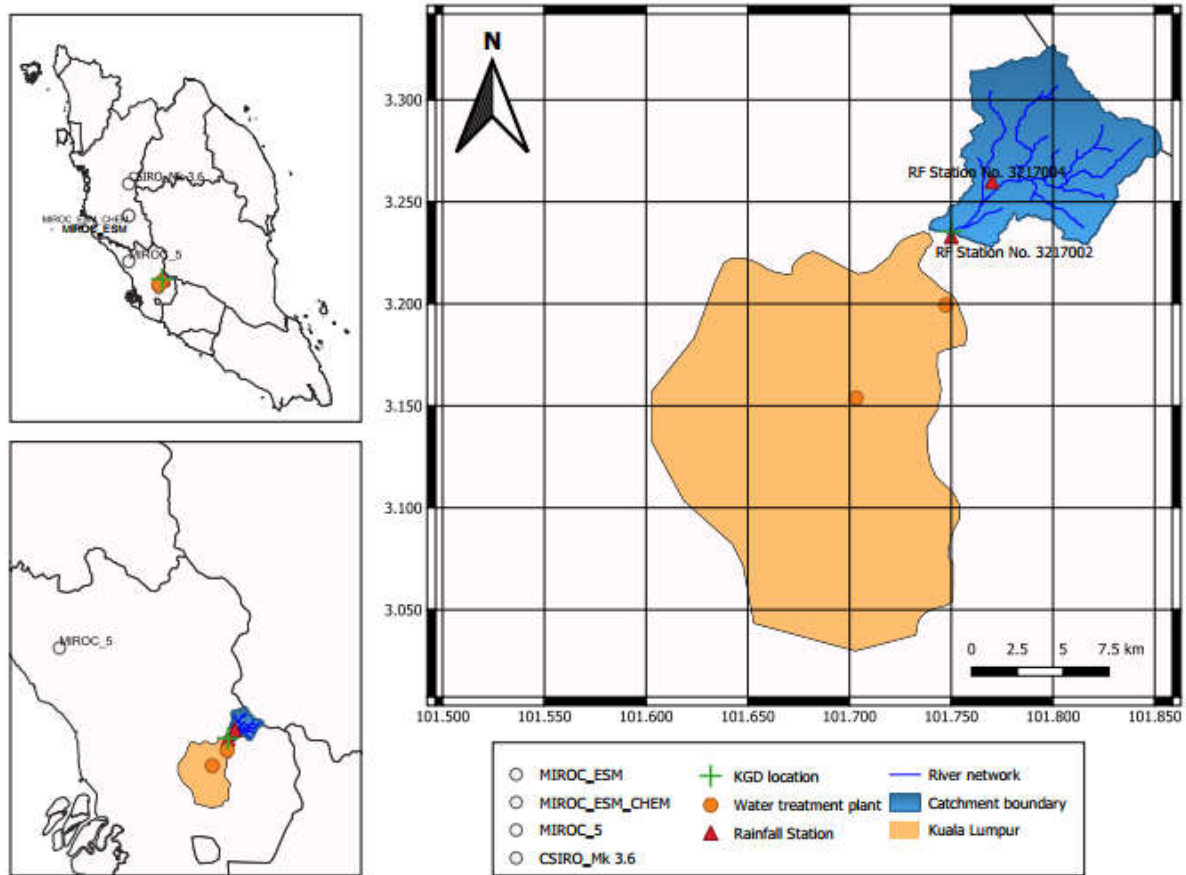 CSIRO_Mk 3.6
MIROC_ESM_CHEM
MIROC_ESM
MIROC_5
MIROC_5
N
3.300
3.250
3.200
3.150
3.100
3.050
RF Station No. 3217004
RF Station No. 3217002
0 2.5 5 7.5 km
101.500 101.550 101.600 101.650 101.700 101.750 101.800 101.850
MIROC_ESM
MIROC_ESM_CHEM
MIROC_5
CSIRO_Mk 3.6
KGD location
Water treatment plant
Rainfall Station
River network
Catchment boundary
Kuala Lumpur